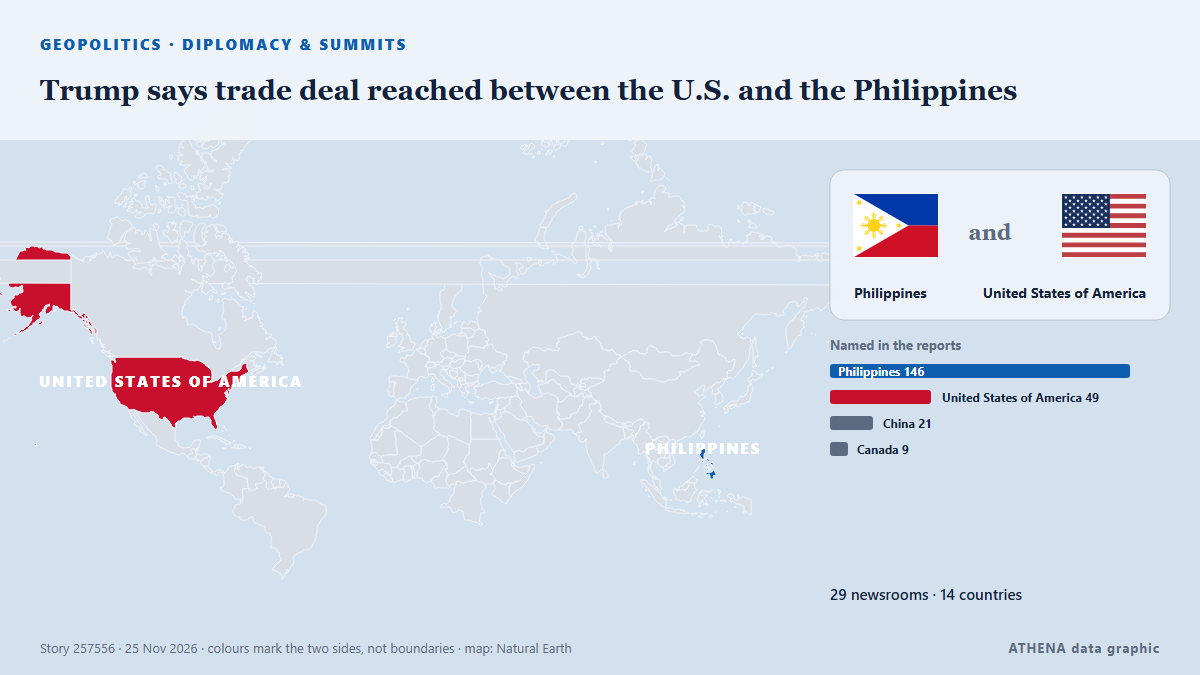 GEOPOLITICS · DIPLOMACY & SUMMITS
Trump says trade deal reached between the U.S. and the Philippines
and
Philippines
United States of America
Named in the reports
Philippines 146
United States of America 49
China 21
Canada 9
UNITED STATES OF AMERICA
PHILIPPINES
29 newsrooms · 14 countries
Story 257556 · 25 Nov 2026 · colours mark the two sides, not boundaries · map: Natural Earth
ATHENA data graphic